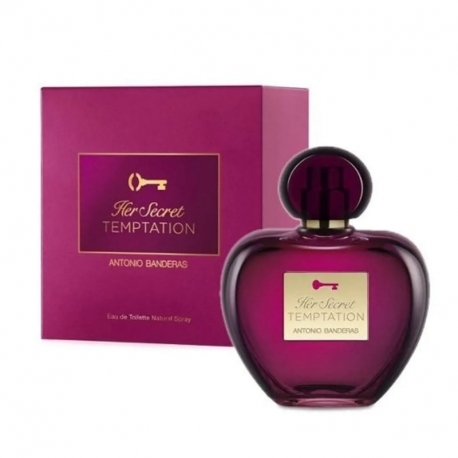 Her Secret
TEMPTATION
ANTONIO BANDERAS
Eau de Toilette Natural Spray
Her Secret
TEMPTATION
ANTONIO BANDERAS